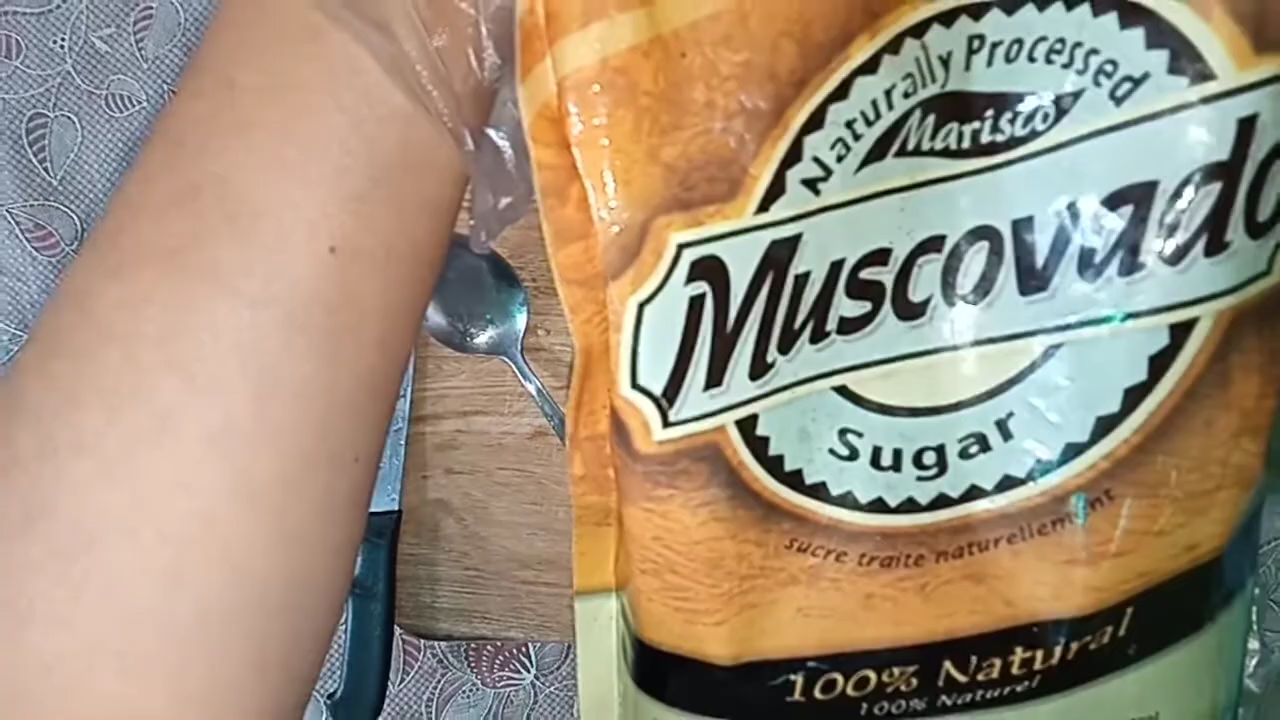 Naturally Processed
Marisco®
Muscovado
Sugar
sucre traite naturellement
100% Natural
100% Naturel